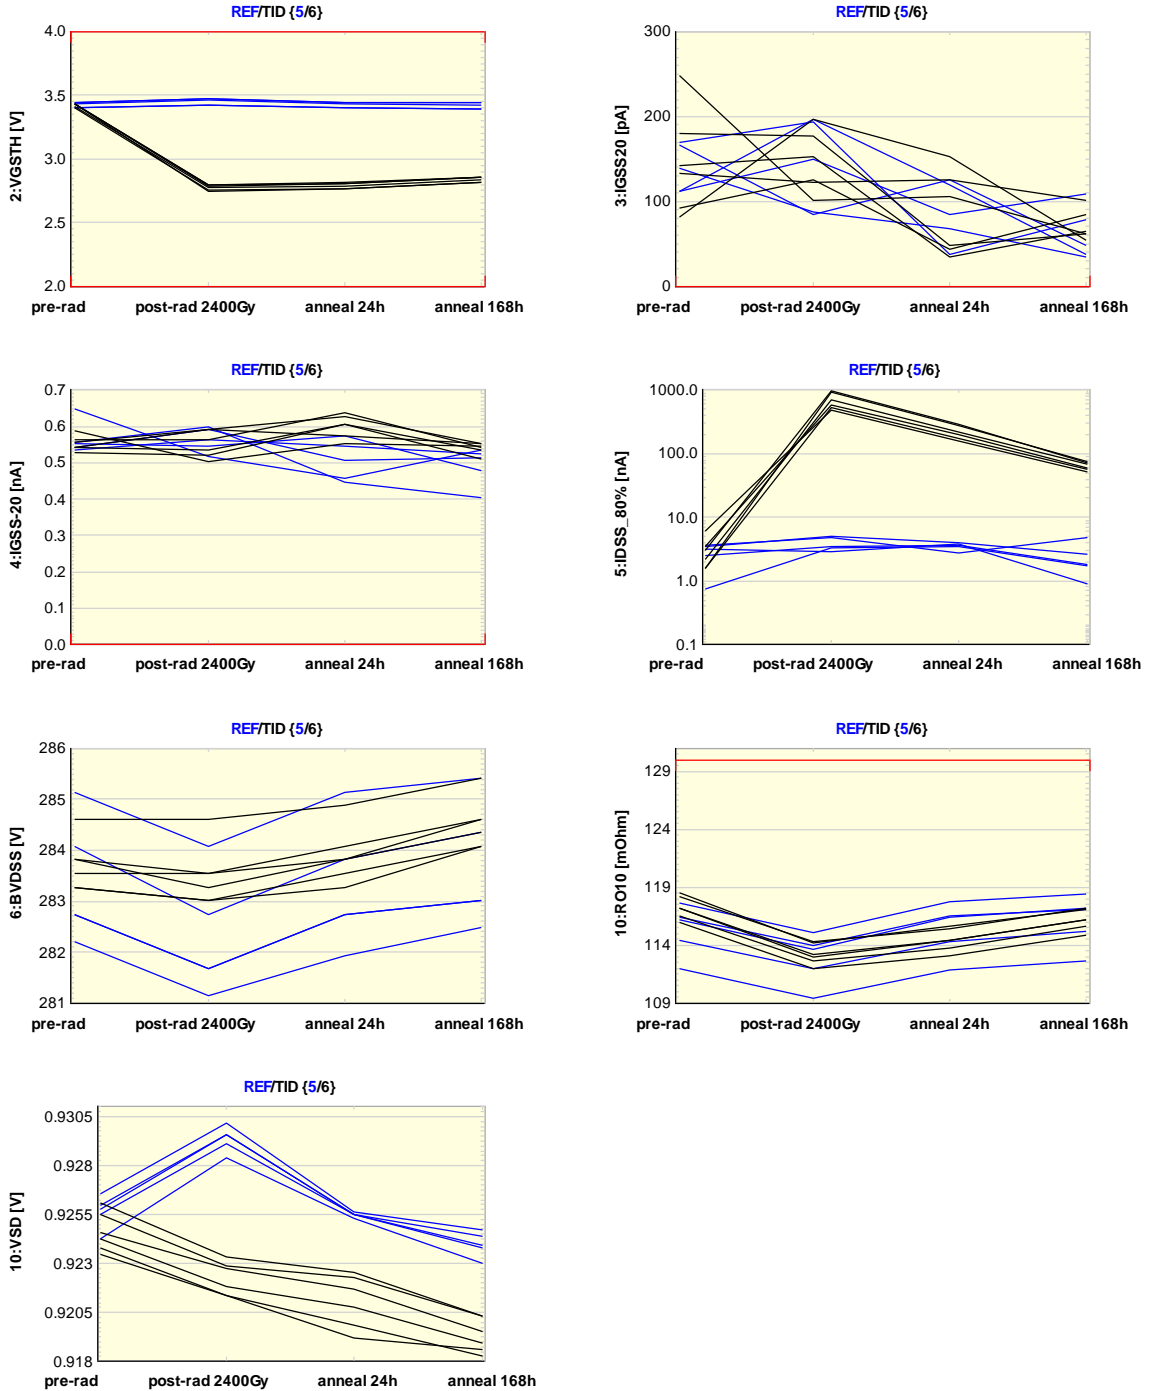 REF/TID {5/6}
4.0
3.5
3.0
2.5
2.0
2:VGSTH [V]
pre-rad post-rad 2400Gy anneal 24h anneal 168h
REF/TID {5/6}
300
200
100
0
3:IGSS20 [pA]
pre-rad post-rad 2400Gy anneal 24h anneal 168h
REF/TID {5/6}
0.7
0.6
0.5
0.4
0.3
0.2
0.1
0.0
4:IGSS-20 [nA]
pre-rad post-rad 2400Gy anneal 24h anneal 168h
REF/TID {5/6}
1000.0
100.0
10.0
1.0
0.1
5:IDSS_80% [nA]
pre-rad post-rad 2400Gy anneal 24h anneal 168h
REF/TID {5/6}
286
285
284
283
282
281
6:BVDSS [V]
pre-rad post-rad 2400Gy anneal 24h anneal 168h
REF/TID {5/6}
129
124
119
114
109
10:RO10 [mOhm]
pre-rad post-rad 2400Gy anneal 24h anneal 168h
REF/TID {5/6}
0.9305
0.928
0.9255
0.923
0.9205
0.918
10:VSD [V]
pre-rad post-rad 2400Gy anneal 24h anneal 168h